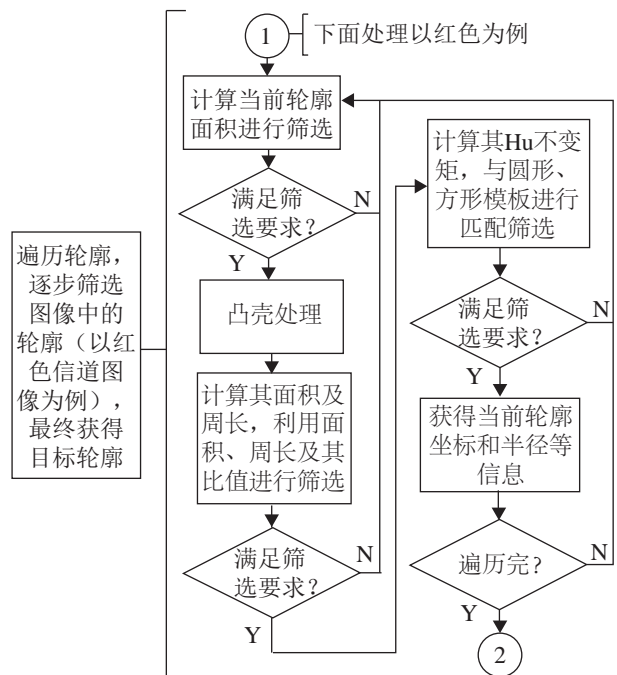 1
下面处理以红色为例
计算当前轮廓
面积进行筛选
满足筛
选要求？
N
Y
凸壳处理
计算其面积及
周长，利用面
积、周长及其
比值进行筛选
满足筛
选要求？
N
Y
遍历轮廓，
逐步筛选
图像中的
轮廓（以红
色信道图
像为例），
最终获得
目标轮廓
计算其Hu不变
矩，与圆形、
方形模板进行
匹配筛选
满足筛
选要求？
N
Y
获得当前轮廓
坐标和半径等
信息
遍历完？
N
Y
2